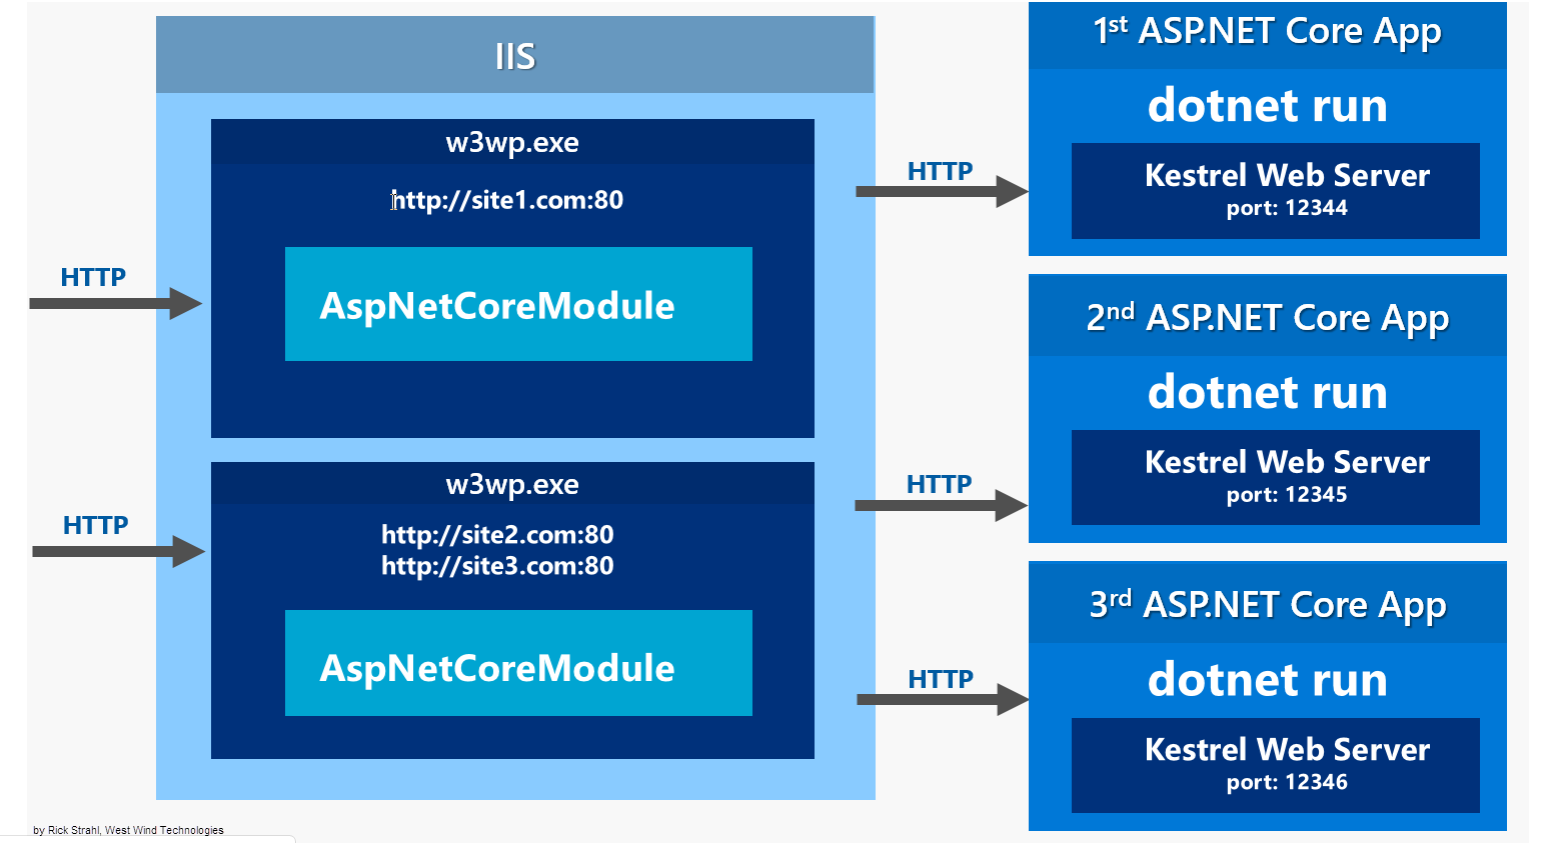 IIS
w3wp.exe
http://site1.com:80
AspNetCoreModule
HTTP
HTTP
w3wp.exe
http://site2.com:80
http://site3.com:80
AspNetCoreModule
HTTP
HTTP
HTTP
1st ASP.NET Core App
dotnet run
Kestrel Web Server
port: 12344
2nd ASP.NET Core App
dotnet run
Kestrel Web Server
port: 12345
3rd ASP.NET Core App
dotnet run
Kestrel Web Server
port: 12346
by Rick Strahl, West Wind Technologies